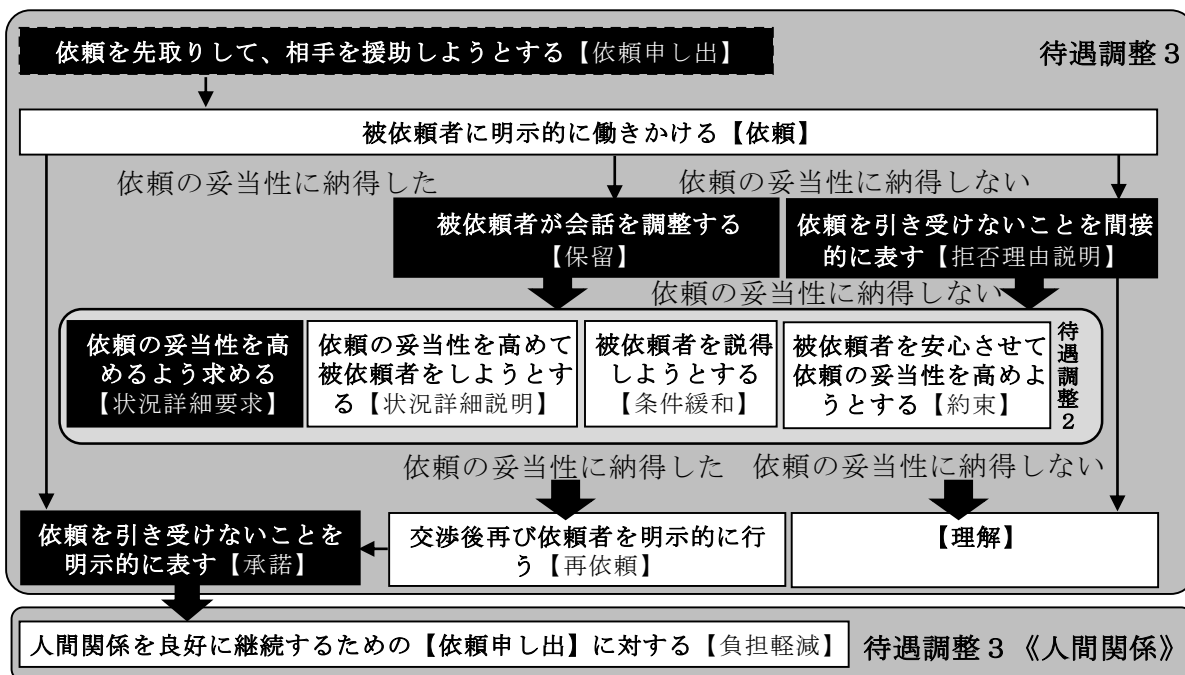 依頼を先取りして、相手を援助しようとする【依頼申し出】
待遇調整3
被依頼者に明示的に働きかける【依頼】
依頼の妥当性に納得した
依頼の妥当性に納得しない
被依頼者が会話を調整する
【保留】
依頼を引き受けないことを間接
的に表す【拒否理由説明】
依頼の妥当性に納得しない
依頼の妥当性を高
めるよう求める
【状況詳細要求】
依頼の妥当性を高めて
被依頼者をしようとす
る【状況詳細説明】
被依頼者を説得
しようとする
【条件緩和】
被依頼者を安心させて
依頼の妥当性を高めよ
うとする【約束】
待遇調整2
依頼の妥当性に納得した
依頼の妥当性に納得しない
依頼を引き受けないことを
明示的に表す【承諾】
交渉後再び依頼者を明示的に行
う【再依頼】
【理解】
人間関係を良好に継続するための【依頼申し出】に対する【負担軽減】
待遇調整3《人間関係》